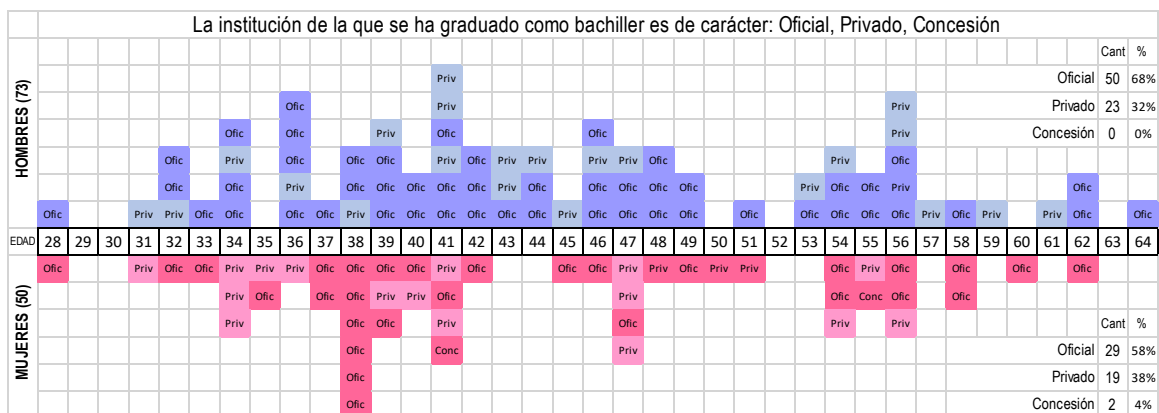 La institución de la que se ha graduado como bachiller es de carácter: Oficial, Privado, Concesión
Cant %
HOMBRES (73)
Priv Oficial 50 68%
Ofic Priv Priv Privado 23 32%
Ofic Ofic Priv Ofic Ofic Priv Concesión 0 0%
Ofic Priv Ofic Ofic Ofic Priv Ofic Priv Priv Priv Priv Ofic Priv Ofic
Ofic Ofic Priv Ofic Ofic Ofic Ofic Ofic Priv Ofic Ofic Ofic Ofic Ofic Priv Ofic Ofic Priv Ofic
Ofic Priv Priv Ofic Ofic Ofic Ofic Priv Ofic Ofic Ofic Ofic Ofic Ofic Priv Ofic Ofic Ofic Ofic Ofic Ofic Ofic Ofic Ofic Priv Ofic Priv Priv Ofic Ofic
EDAD 28 29 30 31 32 33 34 35 36 37 38 39 40 41 42 43 44 45 46 47 48 49 50 51 52 53 54 55 56 57 58 59 60 61 62 63 64
MUJERES (50)
Ofic Priv Ofic Ofic Priv Priv Priv Ofic Ofic Ofic Ofic Priv Ofic Ofic Ofic Priv Priv Ofic Priv Priv Ofic Priv Ofic Ofic Ofic Ofic
Priv Ofic Ofic Ofic Priv Priv Ofic Priv Ofic Conc Ofic Ofic
Priv Ofic Ofic Priv Ofic Priv Priv Cant %
Ofic Conc Priv Oficial 29 58%
Ofic Privado 19 38%
Ofic Concesión 2 4%